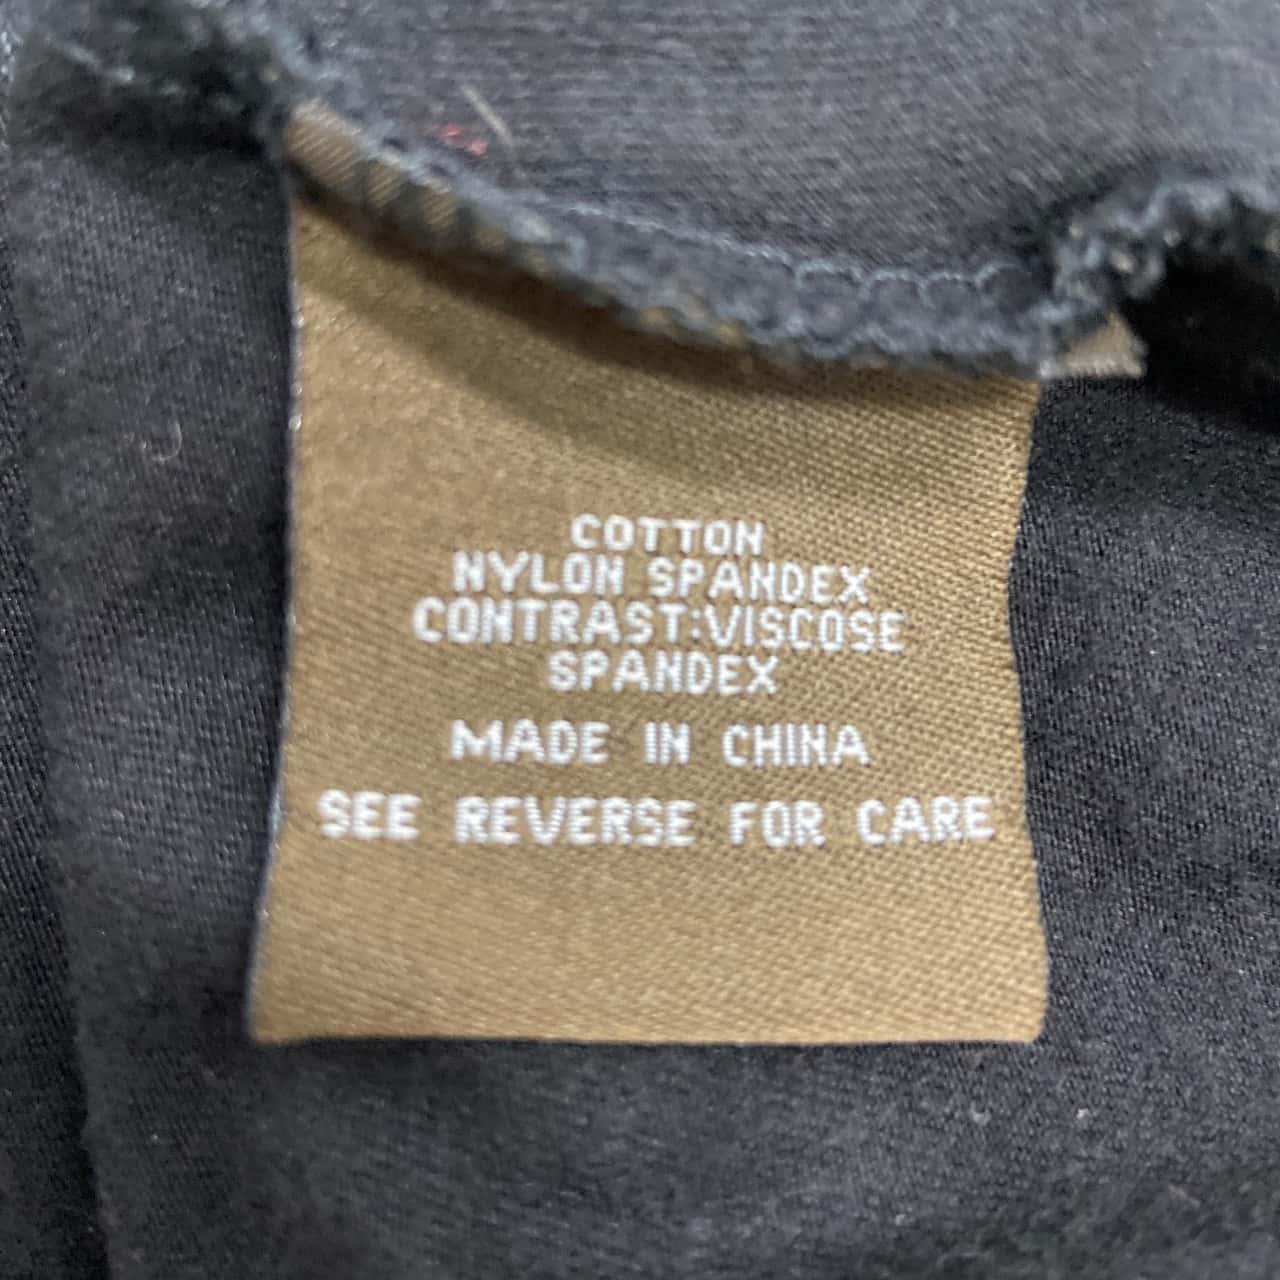 COTTON
NYLON SPANDEX
CONTRAST:VISCOSE
SPANDEX
MADE IN CHINA
SEE REVERSE FOR CARE